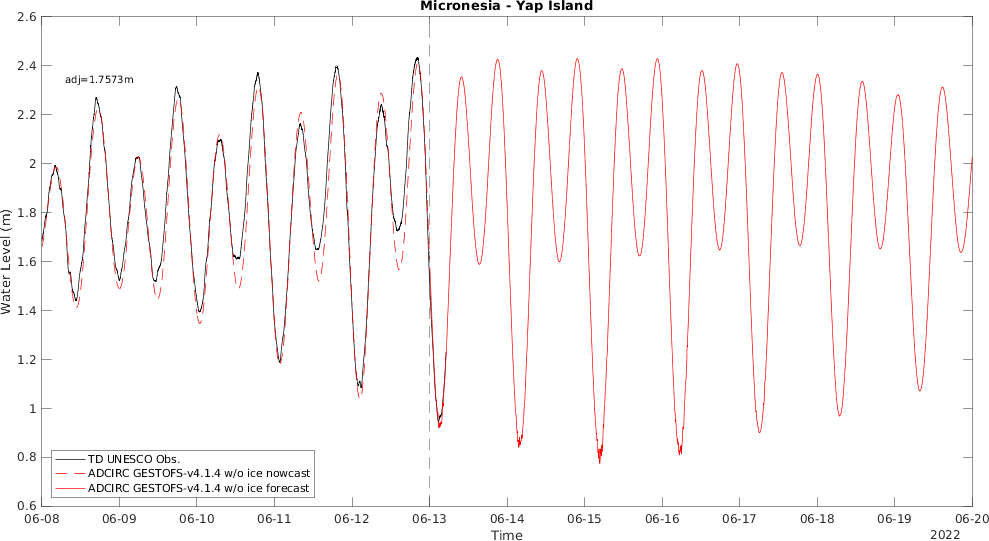 Micronesia - Yap Island
2.6
2.4
2.2
2
1.8
1.6
1.4
1.2
1
0.8
0.6
Water Level (m)
adj=1.7573m
TD UNESCO Obs.
ADCIRC GESTOFS-v4.1.4 w/o ice nowcast
ADCIRC GESTOFS-v4.1.4 w/o ice forecast
06-08 06-09 06-10 06-11 06-12 06-13 06-14 06-15 06-16 06-17 06-18 06-19 06-20
Time
2022